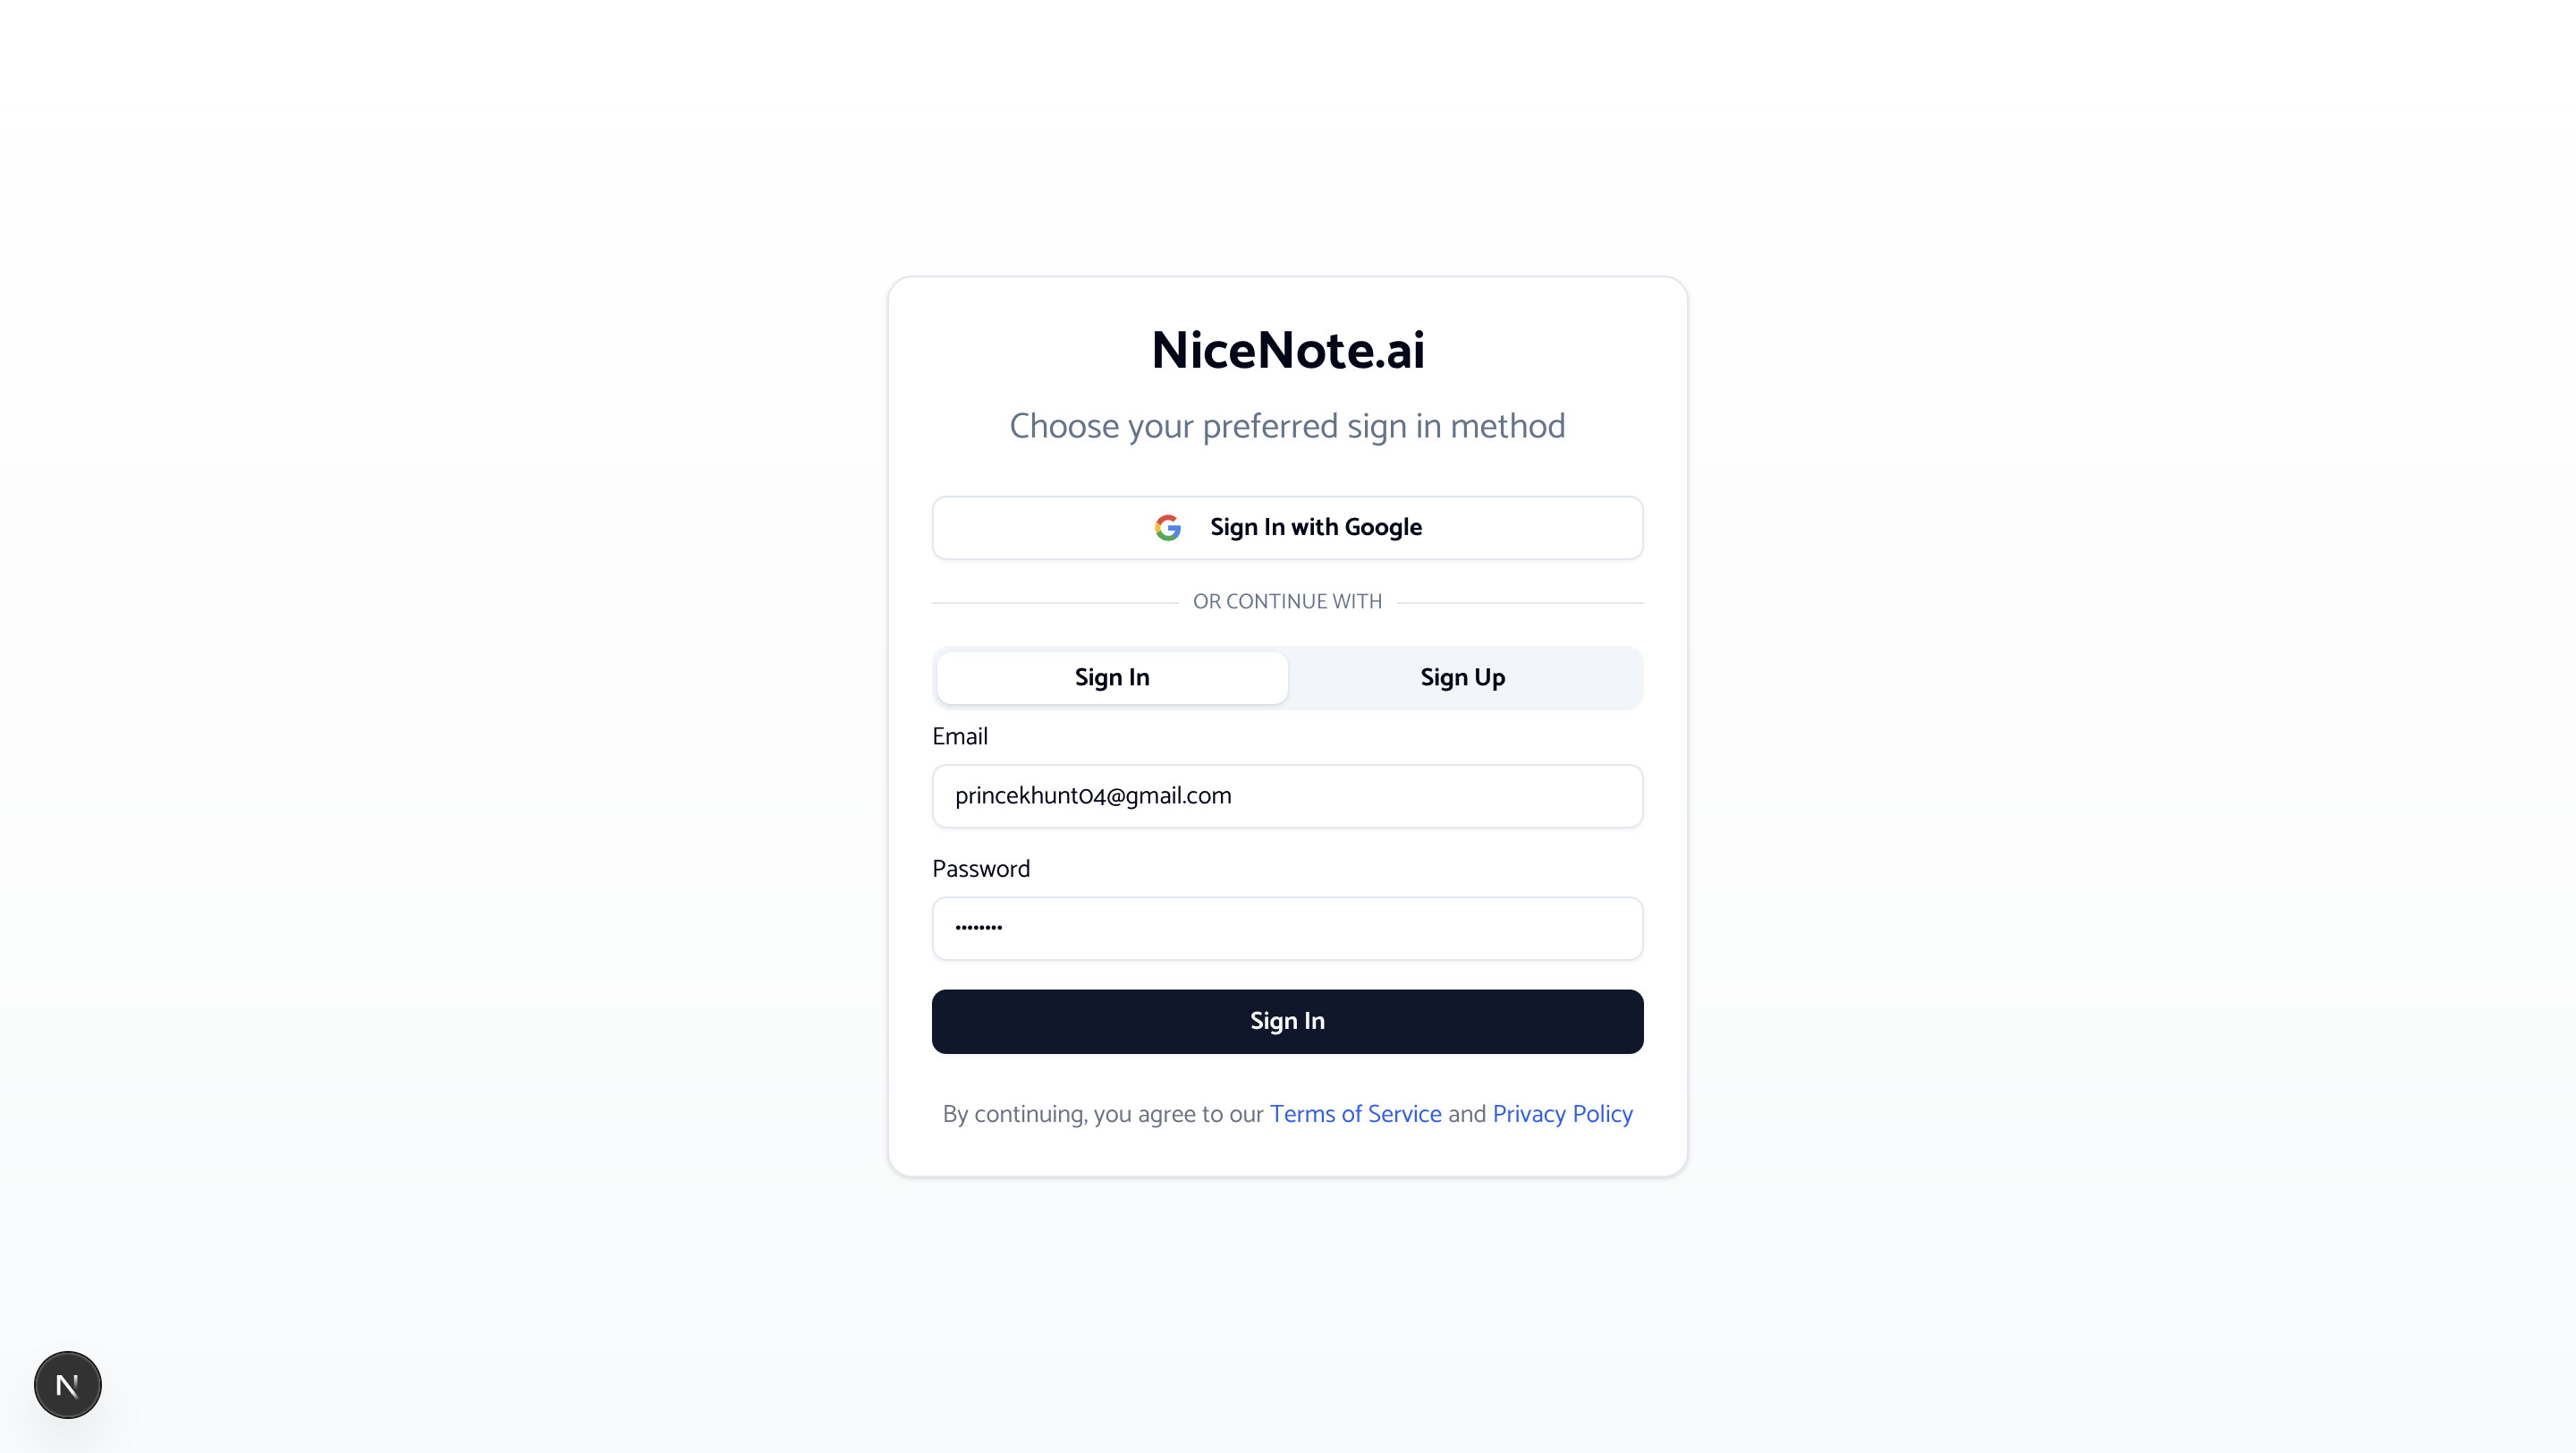 NiceNote.ai
Choose your preferred sign in method
Sign In with Google
OR CONTINUE WITH
Sign In Sign Up
Email
princekhunt04@gmail.com
Password
••••••••
Sign In
By continuing, you agree to our Terms of Service and Privacy Policy
N